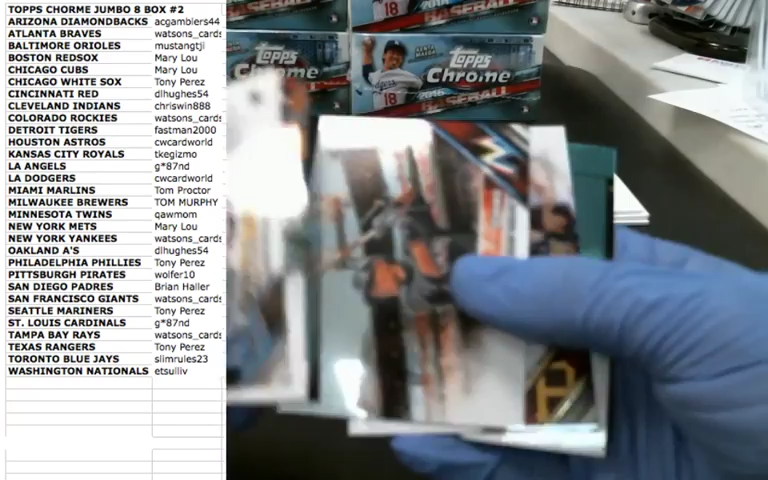 TOPPS CHORME JUMBO 8 BOX #2
ARIZONA DIAMONDBACKS acgamblers44
ATLANTA BRAVES watsons_cards
BALTIMORE ORIOLES mustangtji
BOSTON REDSOX Mary Lou
CHICAGO CUBS Mary Lou
CHICAGO WHITE SOX Tony Perez
CINCINNATI RED dlhughes54
CLEVELAND INDIANS chriswin888
COLORADO ROCKIES watsons_cards
DETROIT TIGERS fastman2000
HOUSTON ASTROS cwcardworld
KANSAS CITY ROYALS tkegizmo
LA ANGELS g*87nd
LA DODGERS cwcardworld
MIAMI MARLINS Tom Proctor
MILWAUKEE BREWERS TOM MURPHY
MINNESOTA TWINS qawmom
NEW YORK METS Mary Lou
NEW YORK YANKEES watsons_cards
OAKLAND A'S dlhughes54
PHILADELPHIA PHILLIES Tony Perez
PITTSBURGH PIRATES wolfer10
SAN DIEGO PADRES Brian Haller
SAN FRANCISCO GIANTS watsons_cards
SEATTLE MARINERS Tony Perez
ST. LOUIS CARDINALS g*87nd
TAMPA BAY RAYS watsons_cards
TEXAS RANGERS Tony Perez
TORONTO BLUE JAYS slimrules23
WASHINGTON NATIONALS etsulliv
Topps
Chrome
BASEBALL
KENTA MAEDA
18
Topps
Chrome
2016
BASEBALL
18
P